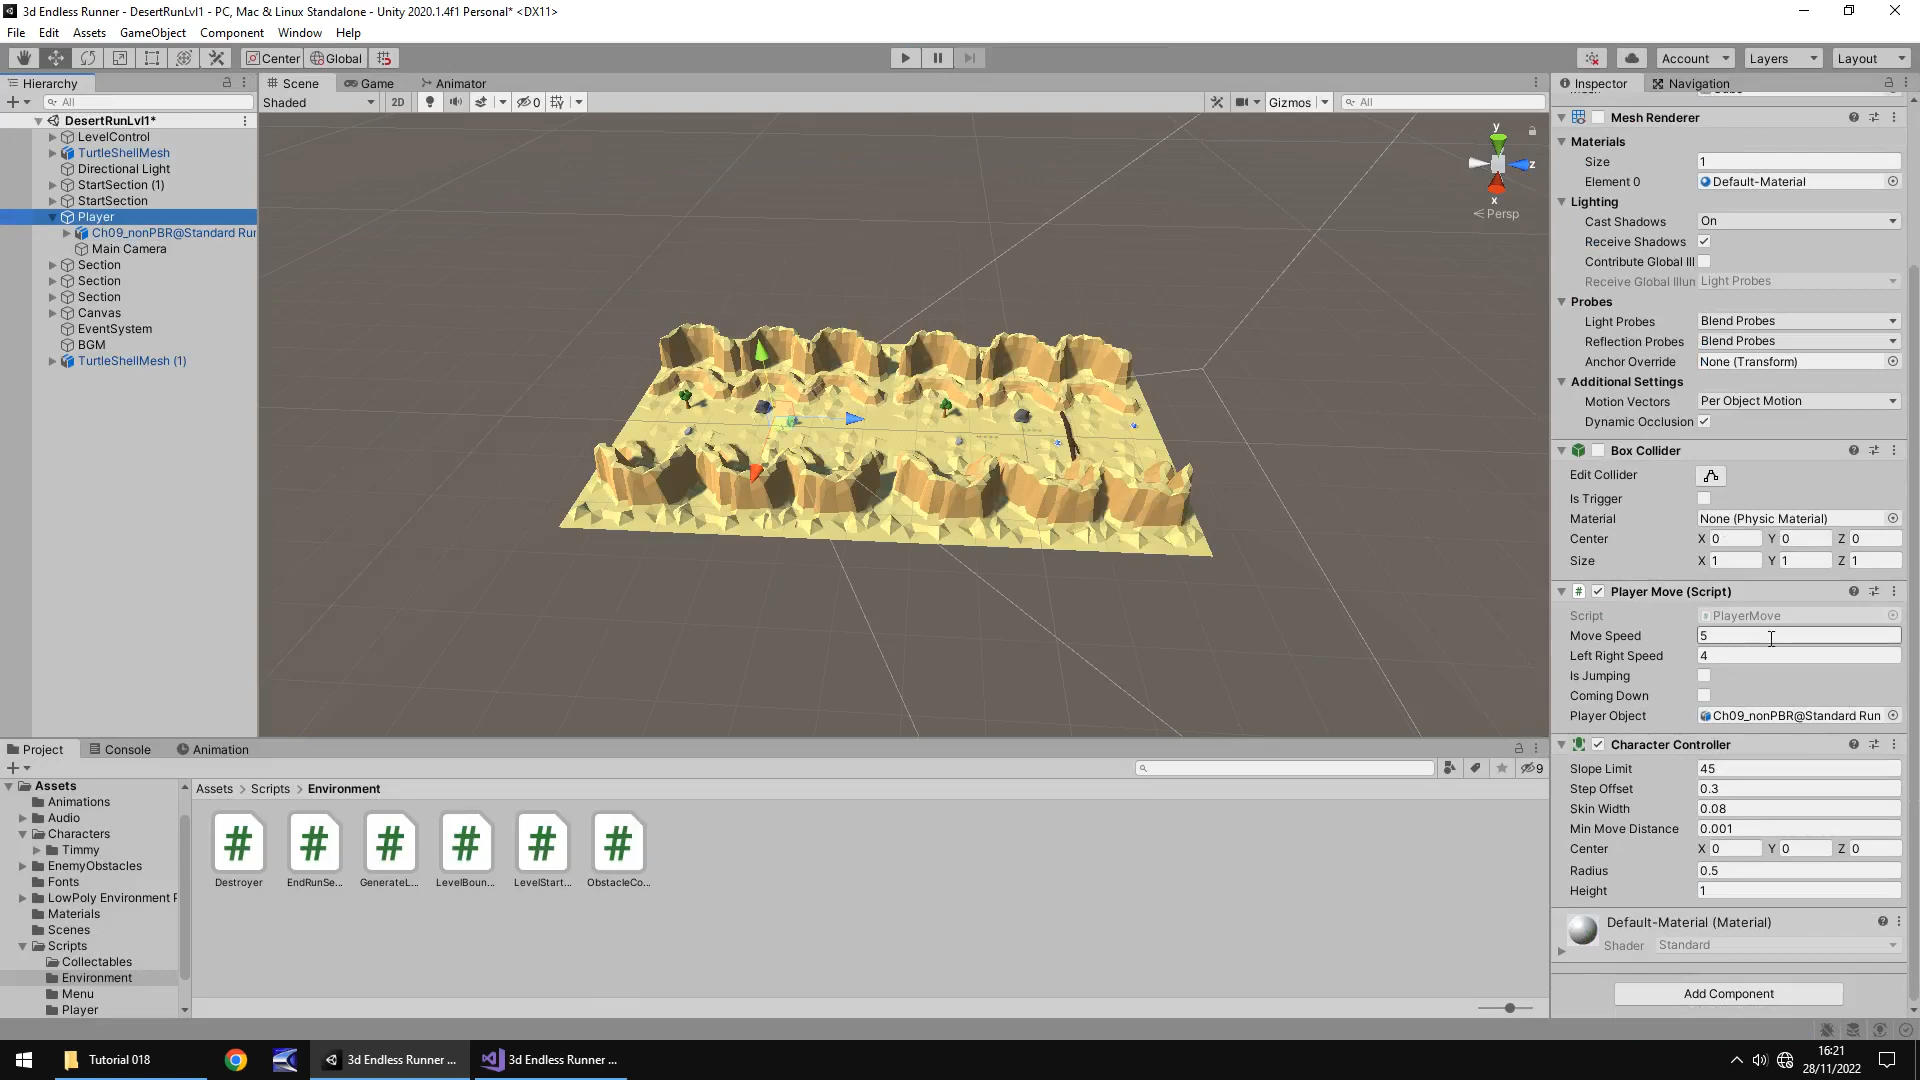 3d Endless Runner - DesertRunLvl1 - PC, Mac & Linux Standalone - Unity 2020.1.4f1 Personal* <DX11>
File Edit Assets GameObject Component Window Help
Center Global Account Layers Layout
Hierarchy
All
DesertRunLvl1*
LevelControl
TurtleShellMesh
Directional Light
StartSection (1)
StartSection
Player
Ch09_nonPBR@Standard Run
Main Camera
Section
Section
Section
Canvas
EventSystem
BGM
TurtleShellMesh (1)
Scene Game Animator
Shaded 2D 0 Gizmos All
y
z
x
Persp
Inspector Navigation
Mesh Renderer
Materials
Size 1
Element 0 Default-Material
Lighting
Cast Shadows On
Receive Shadows
Contribute Global Ill
Receive Global Illun Light Probes
Probes
Light Probes Blend Probes
Reflection Probes Blend Probes
Anchor Override None (Transform)
Additional Settings
Motion Vectors Per Object Motion
Dynamic Occlusion
Box Collider
Edit Collider
Is Trigger
Material None (Physic Material)
Center X 0 Y 0 Z 0
Size X 1 Y 1 Z 1
# Player Move (Script)
Script PlayerMove
Move Speed 5
Left Right Speed 4
Is Jumping
Coming Down
Player Object Ch09_nonPBR@Standard Run
Character Controller
Slope Limit 45
Step Offset 0.3
Skin Width 0.08
Min Move Distance 0.001
Center X 0 Y 0 Z 0
Radius 0.5
Height 1
Default-Material (Material)
Shader Standard
Add Component
Project Console Animation
9
Assets
Animations
Audio
Characters
Timmy
EnemyObstacles
Fonts
LowPoly Environment P
Materials
Scenes
Scripts
Collectables
Environment
Menu
Player
Assets > Scripts > Environment
# # # # # #
Destroyer EndRunSe... GenerateL... LevelBoun... LevelStart... ObstacleCo...
Tutorial 018 3d Endless Runner ... 3d Endless Runner ...
16:21
28/11/2022